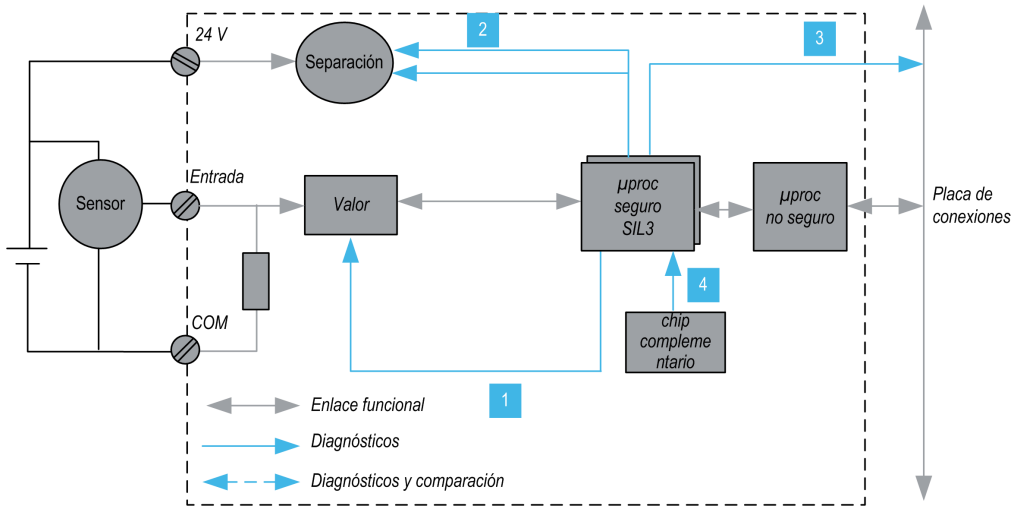 24 V
2
3
Separación
Entrada
Sensor
Valor
µproc
seguro
SIL3
µproc
no seguro
Placa de
conexiones
4
COM
chip
compleme
ntario
1
Enlace funcional
Diagnósticos
Diagnósticos y comparación